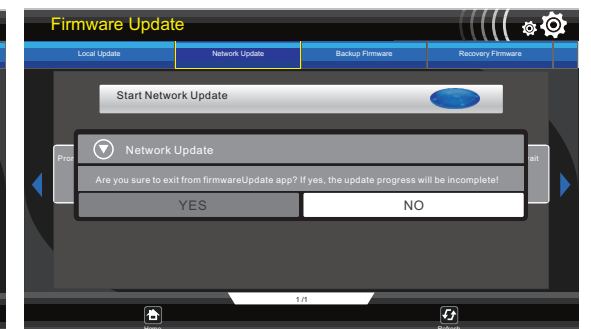 Firmware Update
Local Update
Network Update
Backup Firmware
Recovery Firmware
Start Network Update
Network Update
Are you sure to exit from firmwareUpdate app? If yes, the update progress will be incomplete!
YES
NO
1 /1
Home
Refresh